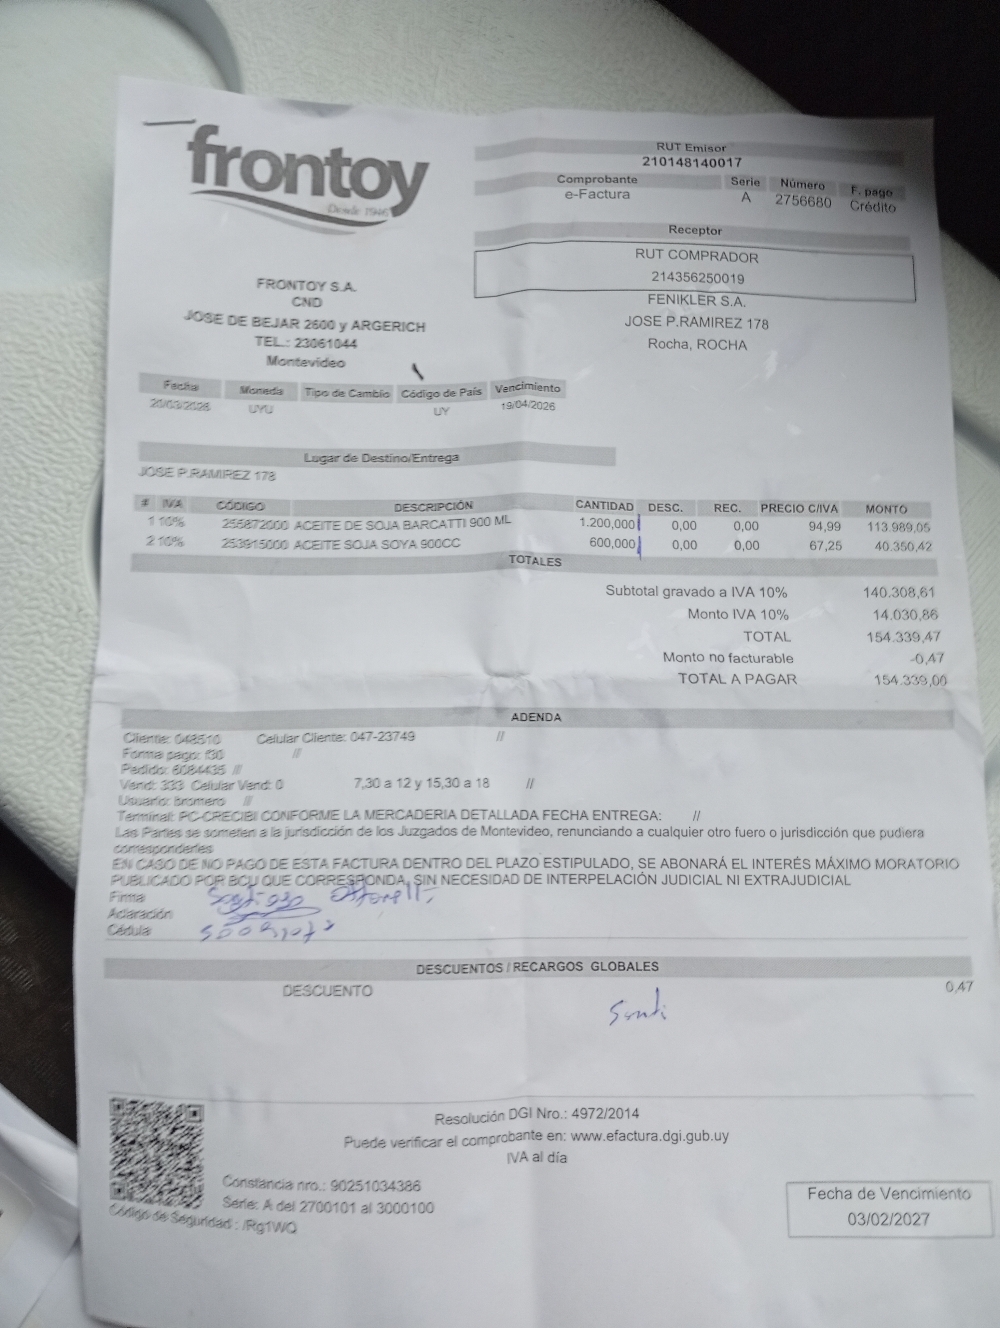 frontoy
Desde 1946
RUT Emisor
210148140017
Comprobante Serie Número F. pago
e-Factura A 2756680 Crédito
Receptor
RUT COMPRADOR
214356250019
FENIKLER S.A.
JOSE P.RAMIREZ 178
Rocha, ROCHA
FRONTOY S.A.
CND
JOSE DE BEJAR 2600 y ARGERICH
TEL.: 23061044
Montevideo
Fecha Moneda Tipo de Cambio Código de País Vencimiento
20/03/2026 UYU UY 19/04/2026
Lugar de Destino/Entrega
JOSE P.RAMIREZ 178
# IVA CÓDIGO DESCRIPCIÓN CANTIDAD DESC. REC. PRECIO C/IVA MONTO
1 10% 255872000 ACEITE DE SOJA BARCATTI 900 ML 1.200,000 0,00 0,00 94,99 113.989,05
2 10% 253915000 ACEITE SOJA SOYA 900CC 600,000 0,00 0,00 67,25 40.350,42
TOTALES
Subtotal gravado a IVA 10% 140.308,61
Monto IVA 10% 14.030,86
TOTAL 154.339,47
Monto no facturable -0,47
TOTAL A PAGAR 154.339,00
ADENDA
Cliente: 048510 Celular Cliente: 047-23749 //
Forma pago: f30 //
Pedido: 6084435 //
Vend: 333 Celular Vend: 0 7,30 a 12 y 15,30 a 18 //
Usuario: bromero //
Terminal: PC-CRECIBI CONFORME LA MERCADERIA DETALLADA FECHA ENTREGA: //
Las Partes se someten a la jurisdicción de los Juzgados de Montevideo, renunciando a cualquier otro fuero o jurisdicción que pudiera
corresponderles
EN CASO DE NO PAGO DE ESTA FACTURA DENTRO DEL PLAZO ESTIPULADO, SE ABONARÁ EL INTERÉS MÁXIMO MORATORIO
PUBLICADO POR BCU QUE CORRESPONDA, SIN NECESIDAD DE INTERPELACIÓN JUDICIAL NI EXTRAJUDICIAL
Firma Santiago
Aclaración
Cédula
DESCUENTOS / RECARGOS GLOBALES
DESCUENTO 0,47
Santi
Resolución DGI Nro.: 4972/2014
Puede verificar el comprobante en: www.efactura.dgi.gub.uy
IVA al día
Constancia nro.: 90251034386
Serie: A del 2700101 al 3000100
Código de Seguridad : /Rg1WQ
Fecha de Vencimiento
03/02/2027